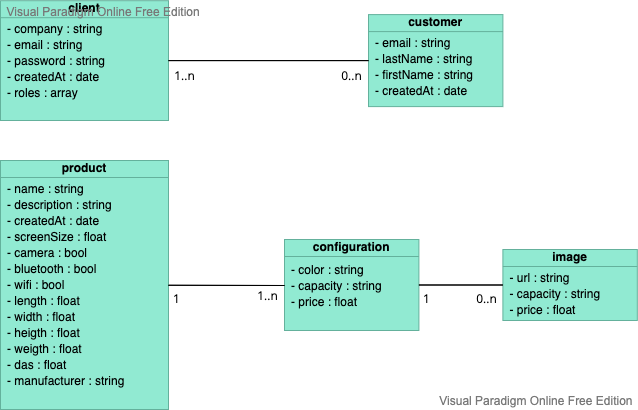 Visual Paradigm Online Free Edition
client
- company : string
- email : string
- password : string
- createdAt : date
- roles : array
1..n
0..n
customer
- email : string
- lastName : string
- firstName : string
- createdAt : date
product
- name : string
- description : string
- createdAt : date
- screenSize : float
- camera : bool
- bluetooth : bool
- wifi : bool
- length : float
- width : float
- heigth : float
- weigth : float
- das : float
- manufacturer : string
1
1..n
configuration
- color : string
- capacity : string
- price : float
1
0..n
image
- url : string
- capacity : string
- price : float
Visual Paradigm Online Free Edition